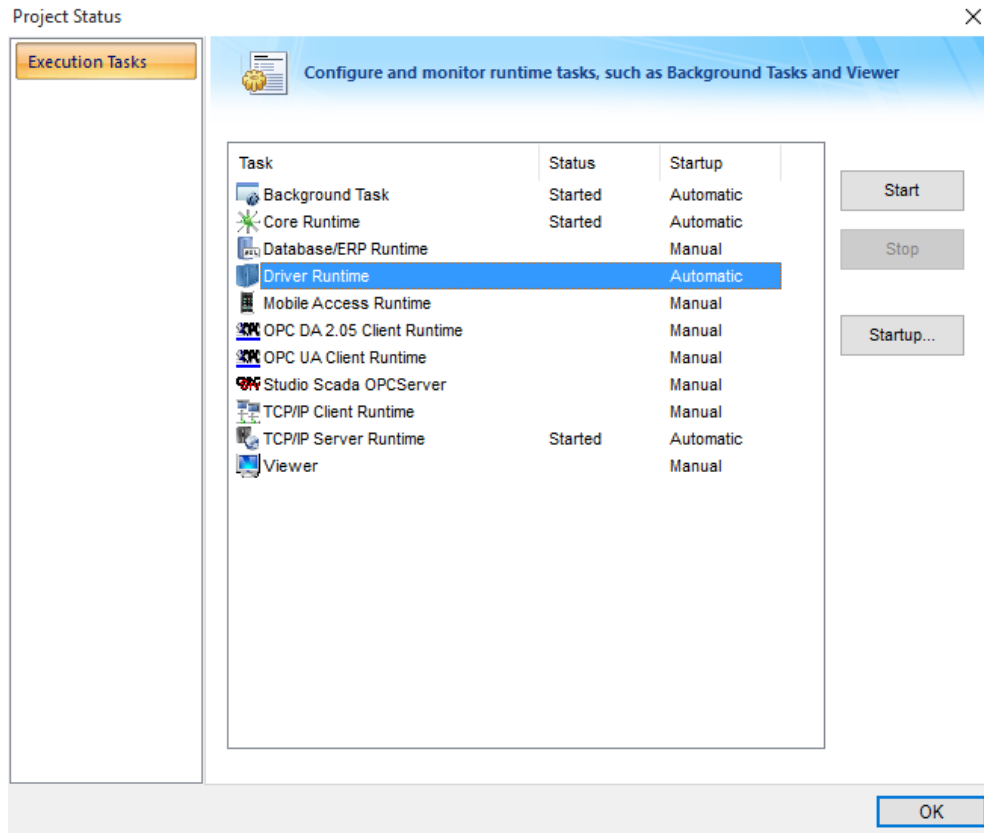 Project Status
Execution Tasks
Configure and monitor runtime tasks, such as Background Tasks and Viewer
Task Status Startup
Background Task Started Automatic
Core Runtime Started Automatic
Database/ERP Runtime Manual
Driver Runtime Automatic
Mobile Access Runtime Manual
OPC DA 2.05 Client Runtime Manual
OPC UA Client Runtime Manual
Studio Scada OPCServer Manual
TCP/IP Client Runtime Manual
TCP/IP Server Runtime Started Automatic
Viewer Manual
Start
Stop
Startup...
OK